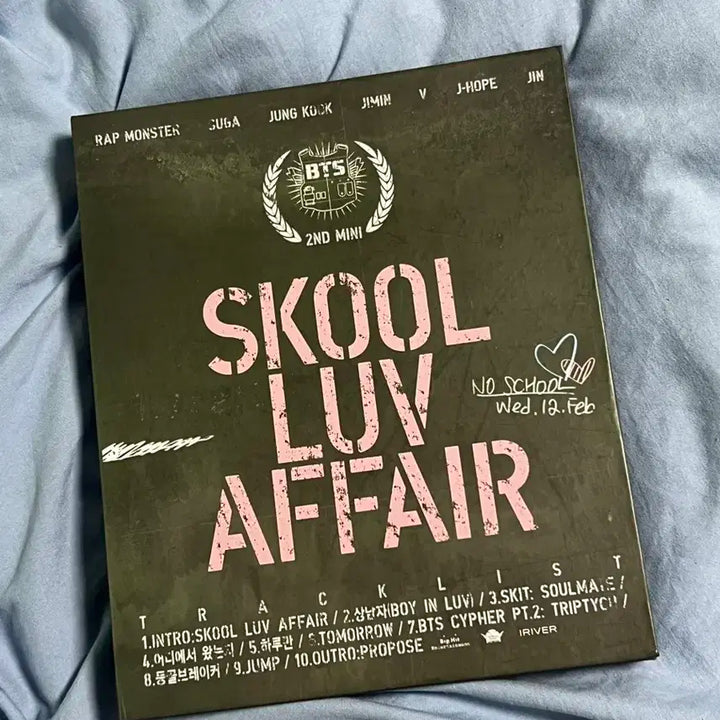 RAP MONSTER SUGA JUNG KOOK JIMIN V J-HOPE JIN
BTS
2ND MINI
SKOOL
LUV
AFFAIR
NO SCHOOL
Wed. 12. Feb
TRACKLIST
1.INTRO:SKOOL LUV AFFAIR / 2.상남자(BOY IN LUV) / 3.SKIT: SOULMATE /
4.어디에서 왔는지 / 5.하루만 / 6.TOMORROW / 7.BTS CYPHER PT.2: TRIPTYCH /
8.등골브레이커 / 9.JUMP / 10.OUTRO:PROPOSE Big Hit Entertainment IRIVER